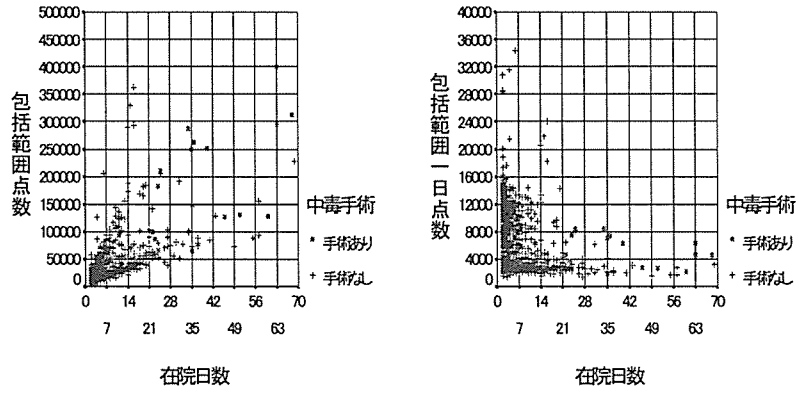 包括範囲点数
500000
450000
400000
350000
300000
250000
200000
150000
100000
50000
0
0 14 28 42 56 70
7 21 35 49 63
在院日数
中毒手術
手術あり
+ 手術なし
包括範囲一日点数
40000
36000
32000
28000
24000
20000
16000
12000
8000
4000
0
0 14 28 42 56 70
7 21 35 49 63
在院日数
中毒手術
手術あり
+ 手術なし